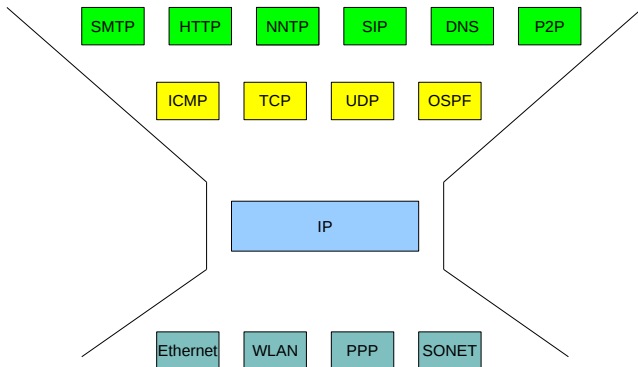 SMTP HTTP NNTP SIP DNS P2P
ICMP TCP UDP OSPF
IP
Ethernet WLAN PPP SONET